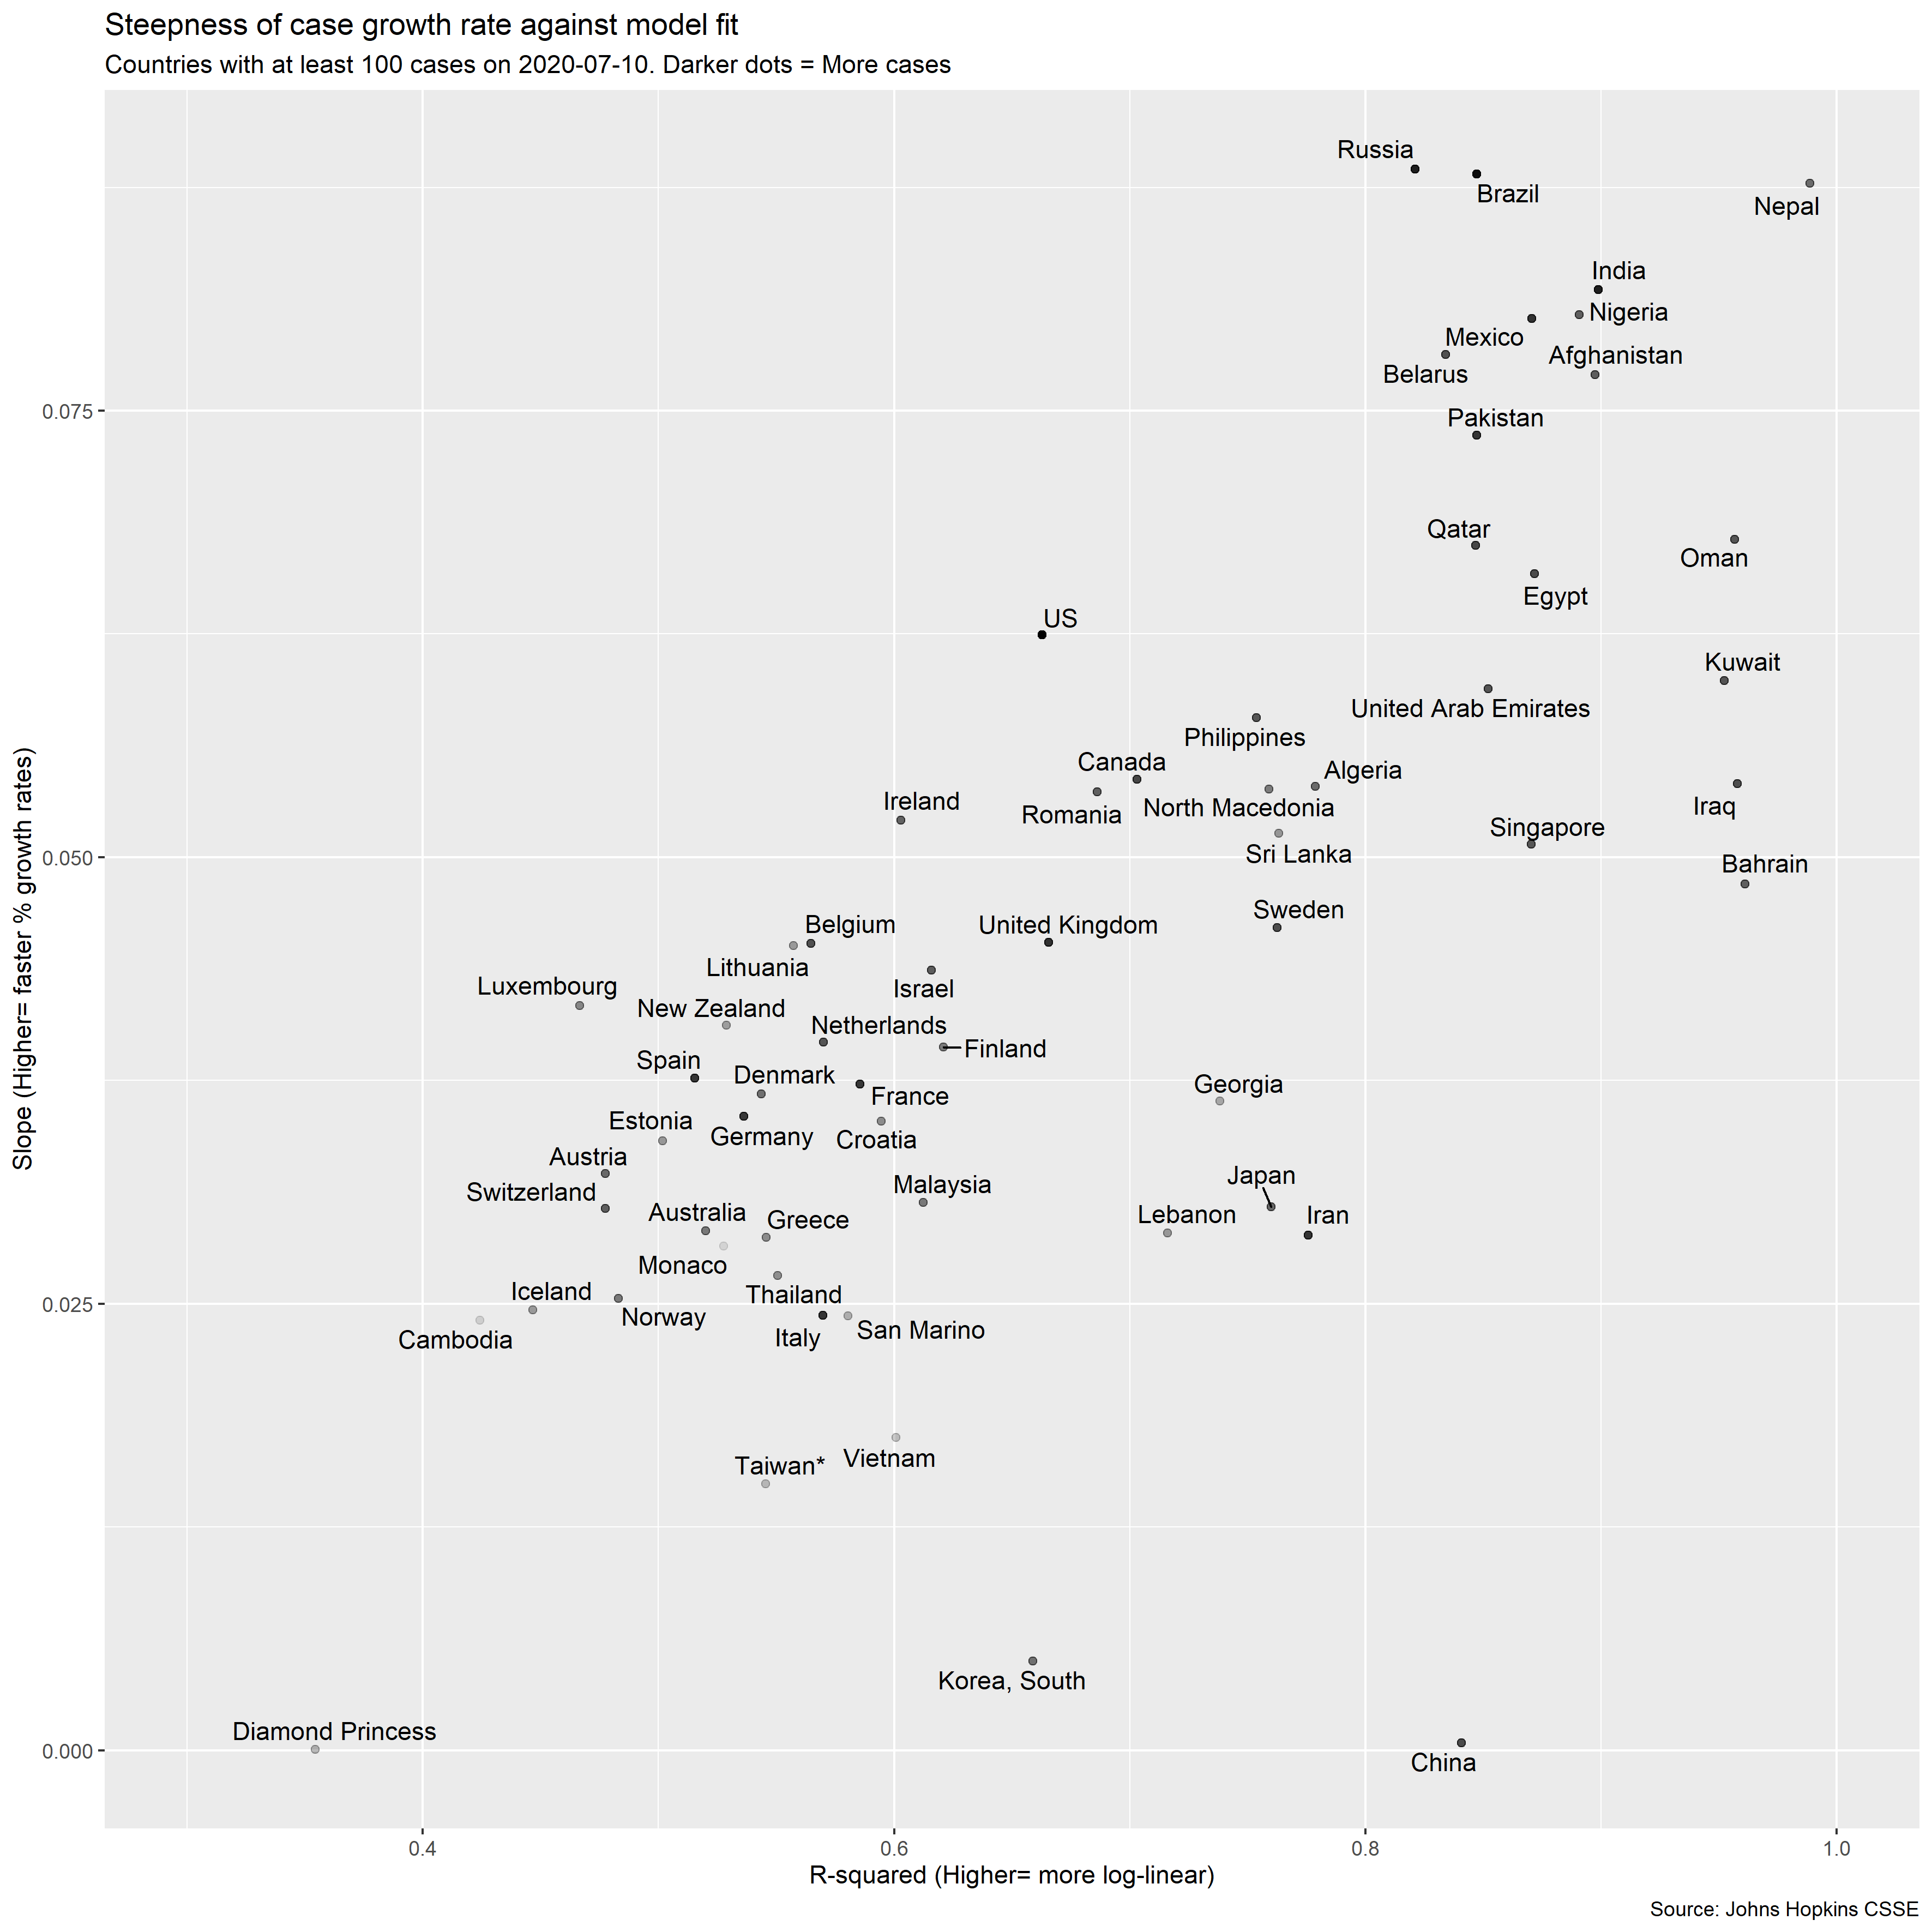 Steepness of case growth rate against model fit
Countries with at least 100 cases on 2020-07-10. Darker dots = More cases
Russia
Brazil
Nepal
India
Nigeria
Mexico
Afghanistan
Belarus
0.075
Pakistan
Qatar
Oman
Egypt
US
Kuwait
United Arab Emirates
Philippines
Canada
Algeria
Ireland
Romania
North Macedonia
Iraq
Singapore
0.050
Sri Lanka
Bahrain
Sweden
Belgium
United Kingdom
Lithuania
Luxembourg
Israel
New Zealand
Netherlands
Finland
Spain
Denmark
Georgia
France
Estonia
Germany
Croatia
Austria
Japan
Switzerland
Malaysia
Australia
Greece
Lebanon
Iran
Monaco
Iceland
Thailand
0.025
Norway
Cambodia
Italy
San Marino
Vietnam
Taiwan*
Korea, South
Diamond Princess
0.000
China
Slope (Higher= faster % growth rates)
0.4
0.6
0.8
1.0
R-squared (Higher= more log-linear)
Source: Johns Hopkins CSSE